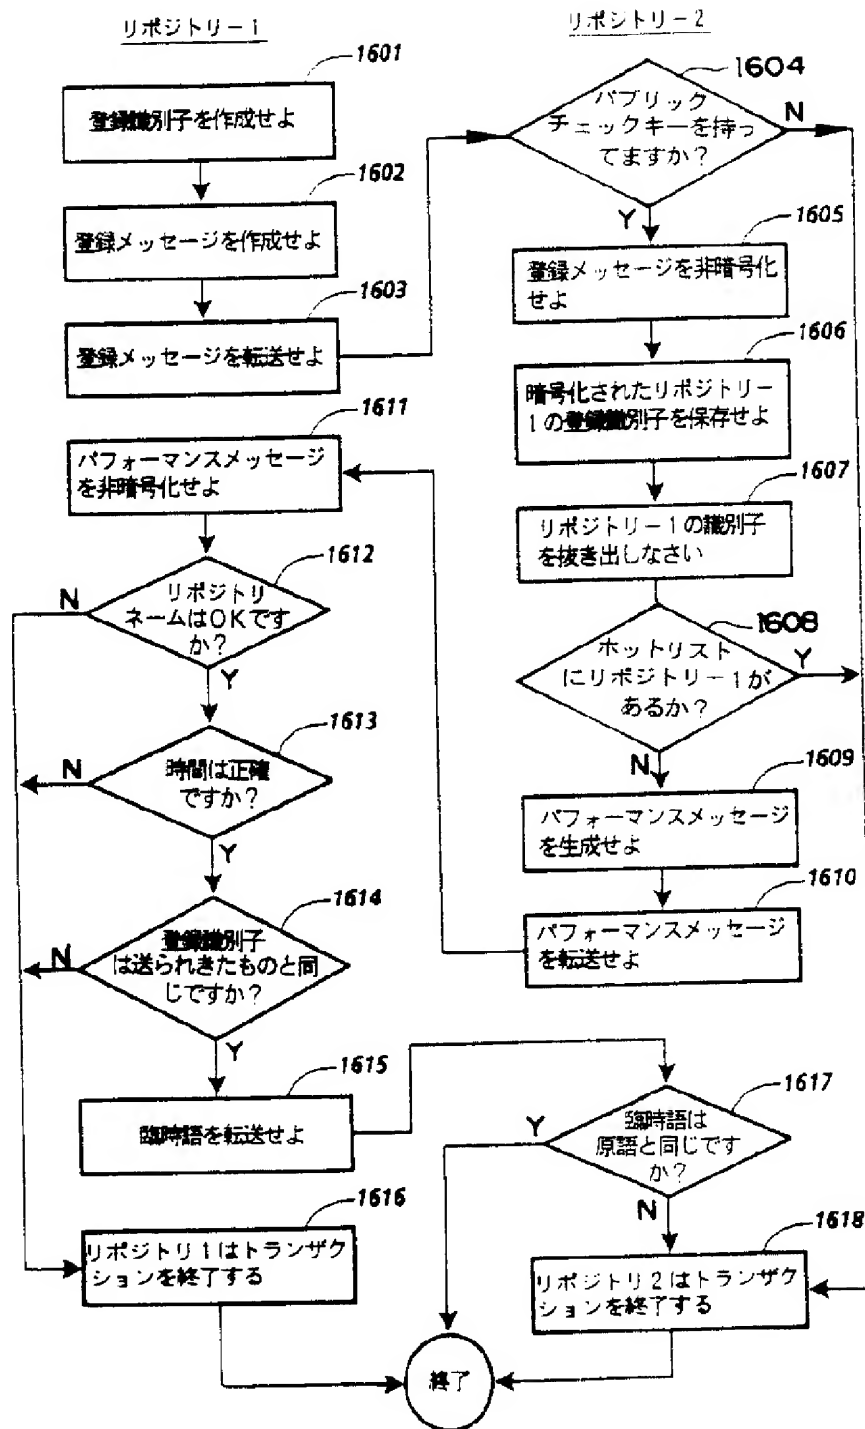 リポジトリー1
1601
登録識別子を作成せよ
1602
登録メッセージを作成せよ
1603
登録メッセージを転送せよ
1611
パフォーマンスメッセージ
を非暗号化せよ
1612
リポジトリ
ネームはOKです
か?
N
Y
1613
時間は正確
ですか?
N
Y
1614
登録識別子
は送られきたものと同
じですか?
N
Y
1615
臨時語を転送せよ
1616
リポジトリ1はトランザク
ションを終了する
リポジトリー2
1604
パブリック
チェックキーを持っ
てますか?
N
Y
1605
登録メッセージを非暗号化
せよ
1606
暗号化されたリポジトリー
1の登録識別子を保存せよ
1607
リポジトリー1の識別子
を抜き出しなさい
1608
ホットリスト
にリポジトリー1が
あるか?
Y
N
1609
パフォーマンスメッセージ
を生成せよ
1610
パフォーマンスメッセージ
を転送せよ
1617
臨時語は
原語と同じです
か?
Y
N
1618
リポジトリ2はトランザク
ションを終了する
終了